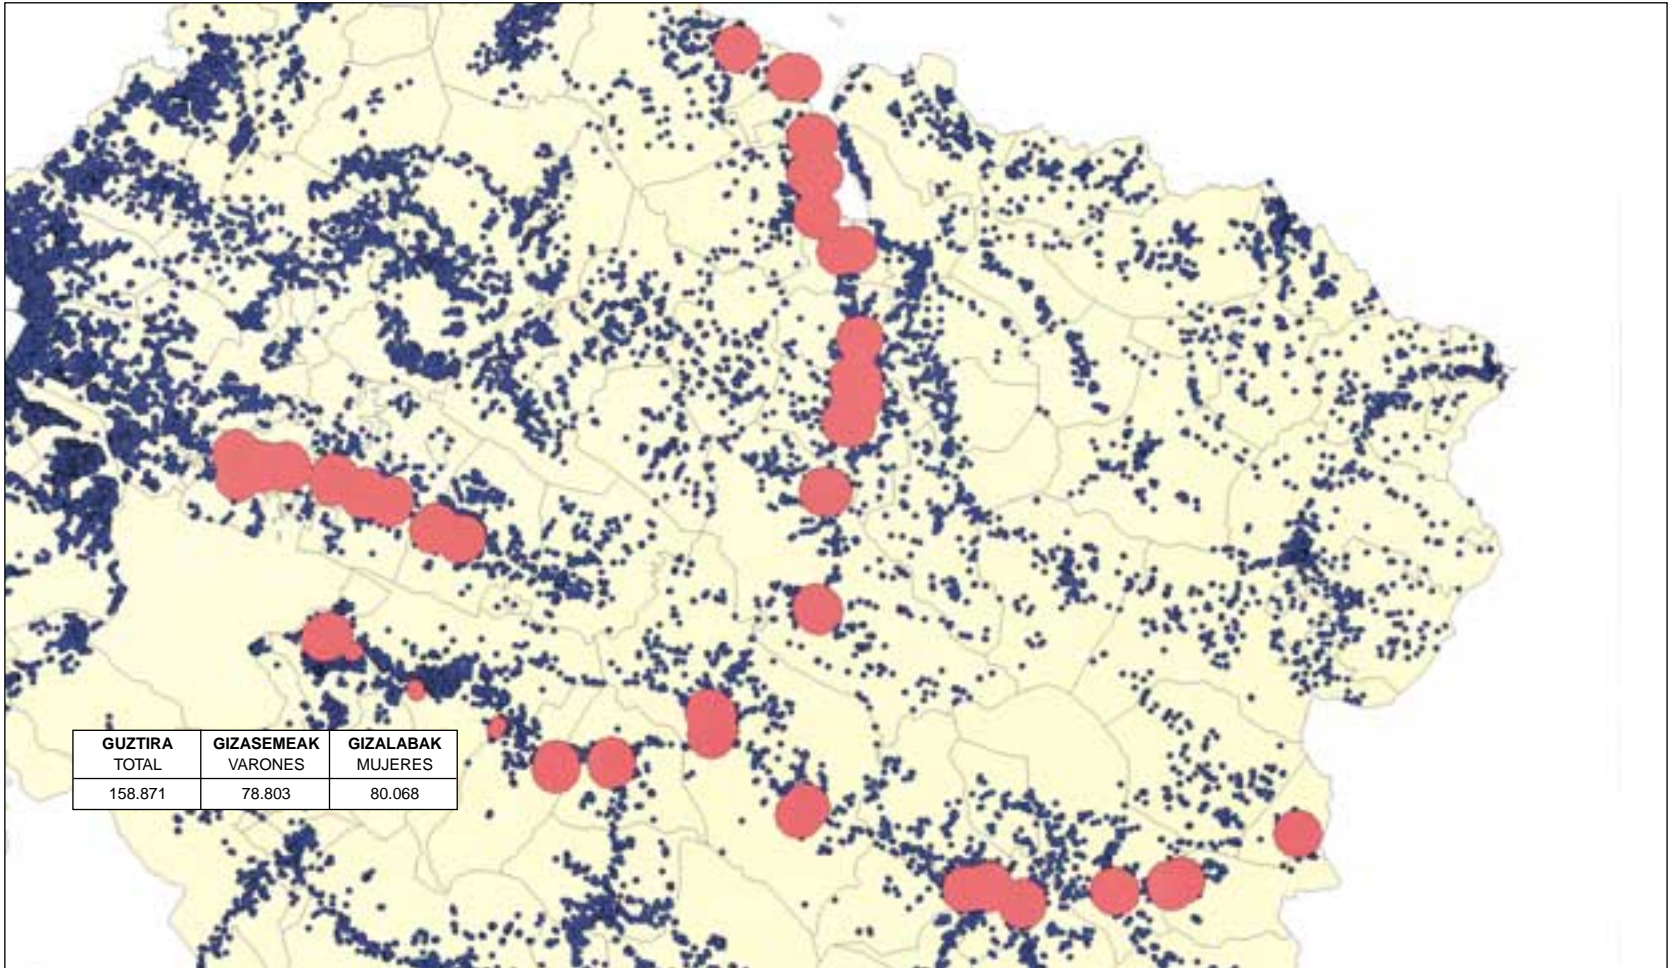 GUZTIRA GIZASEMEAK GIZALABAK
TOTAL VARONES MUJERES
158.871 78.803 80.068